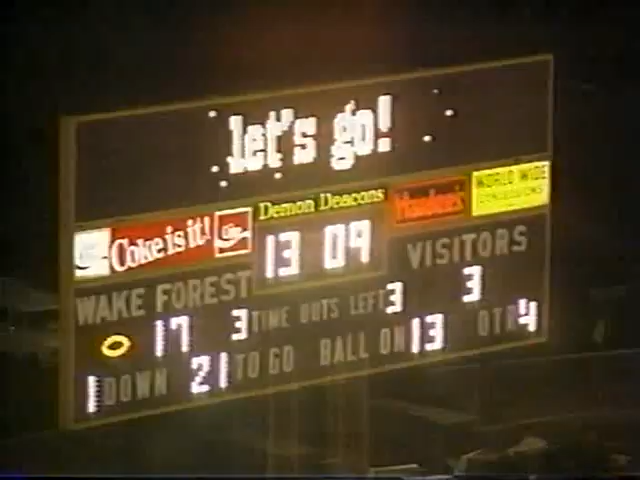 let's go!
Demon Deacons
Hardee's
WORLD WIDE
Coke is it!
Coke
13 09
WAKE FOREST
VISITORS
17 3 TIME OUTS LEFT 3 3
1 DOWN 21 TO GO BALL ON 13 QTR 4